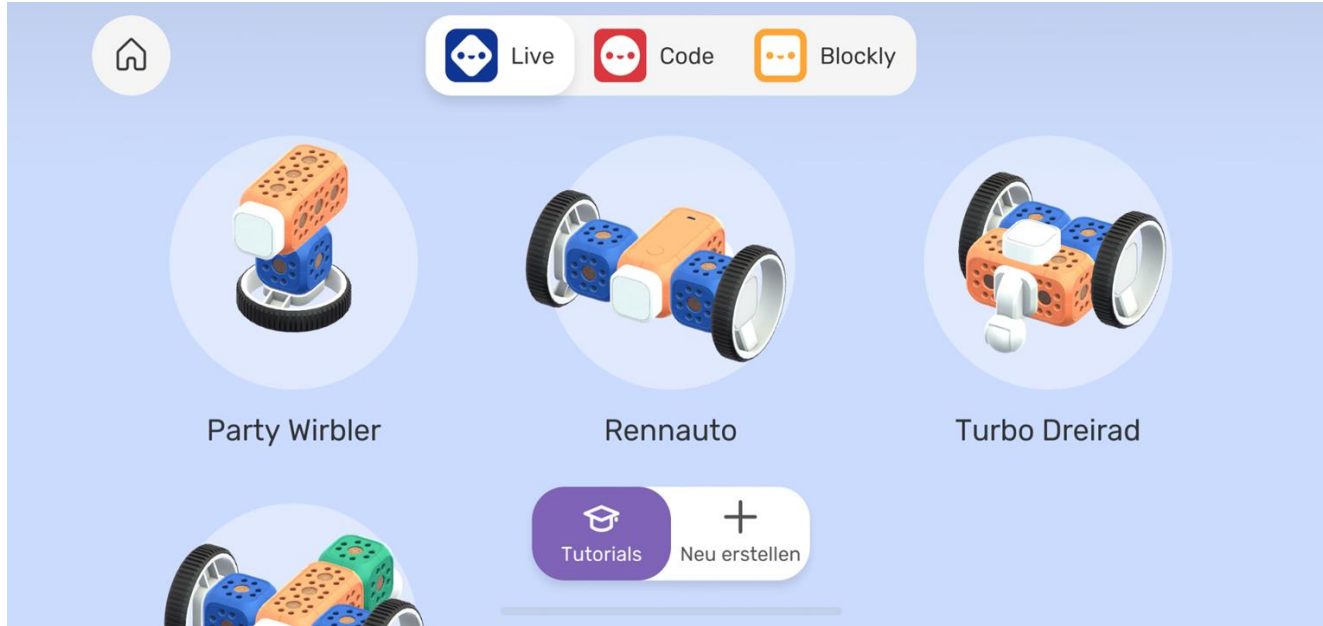 Live
Code
Blockly
Party Wirbler
Rennauto
Turbo Dreirad
Tutorials
Neu erstellen